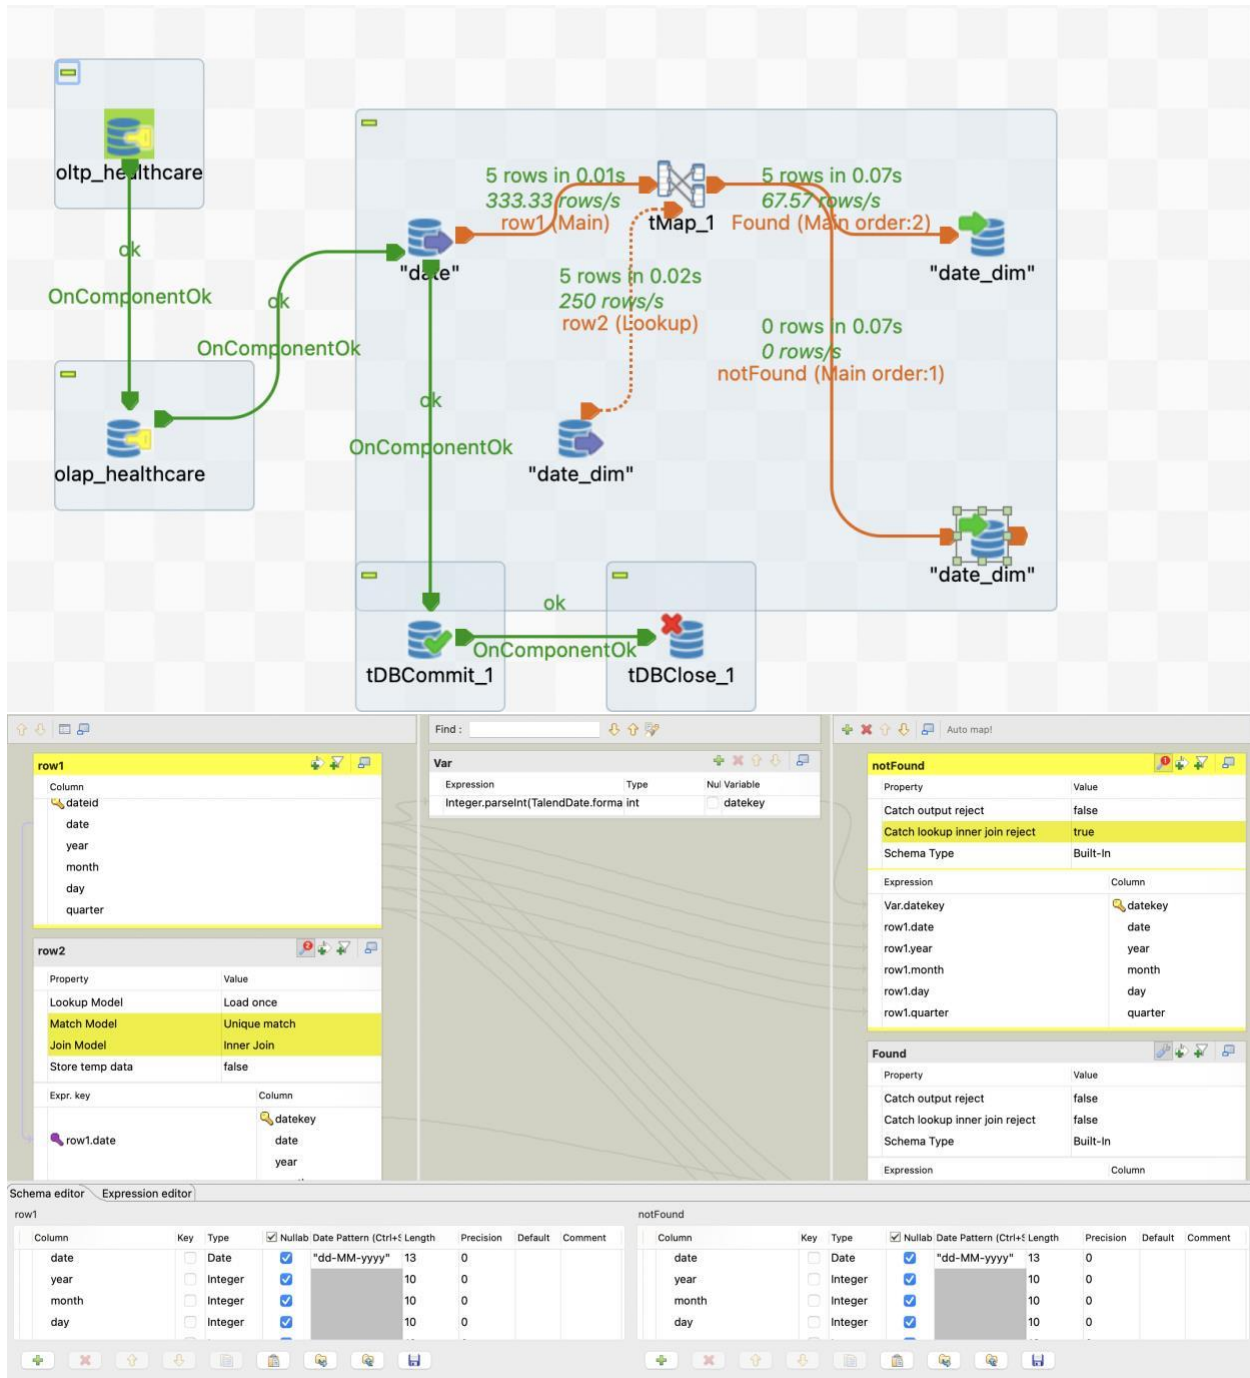 oltp_healthcare
ok
OnComponentOk
olap_healthcare
ok
OnComponentOk
5 rows in 0.01s
333.33 rows/s
row1 (Main)
tMap_1
5 rows in 0.07s
67.57 rows/s
Found (Main order:2)
"date"
"date_dim"
5 rows in 0.02s
250 rows/s
row2 (Lookup)
0 rows in 0.07s
0 rows/s
notFound (Main order:1)
ok
OnComponentOk
"date_dim"
"date_dim"
ok
OnComponentOk
tDBCommit_1
tDBClose_1
Find :
Auto map!
row1
Column
dateid
date
year
month
day
quarter
row2
Property Value
Lookup Model Load once
Match Model Unique match
Join Model Inner Join
Store temp data false
Expr. key Column
datekey
row1.date date
year
Var
Expression Type Nul Variable
Integer.parseInt(TalendDate.forma int datekey
notFound
Property Value
Catch output reject false
Catch lookup inner join reject true
Schema Type Built-In
Expression Column
Var.datekey datekey
row1.date date
row1.year year
row1.month month
row1.day day
row1.quarter quarter
Found
Property Value
Catch output reject false
Catch lookup inner join reject false
Schema Type Built-In
Expression Column
Schema editor Expression editor
row1
Column Key Type Nullab Date Pattern (Ctrl+S Length Precision Default Comment
date Date "dd-MM-yyyy" 13 0
year Integer 10 0
month Integer 10 0
day Integer 10 0
notFound
Column Key Type Nullab Date Pattern (Ctrl+S Length Precision Default Comment
date Date "dd-MM-yyyy" 13 0
year Integer 10 0
month Integer 10 0
day Integer 10 0